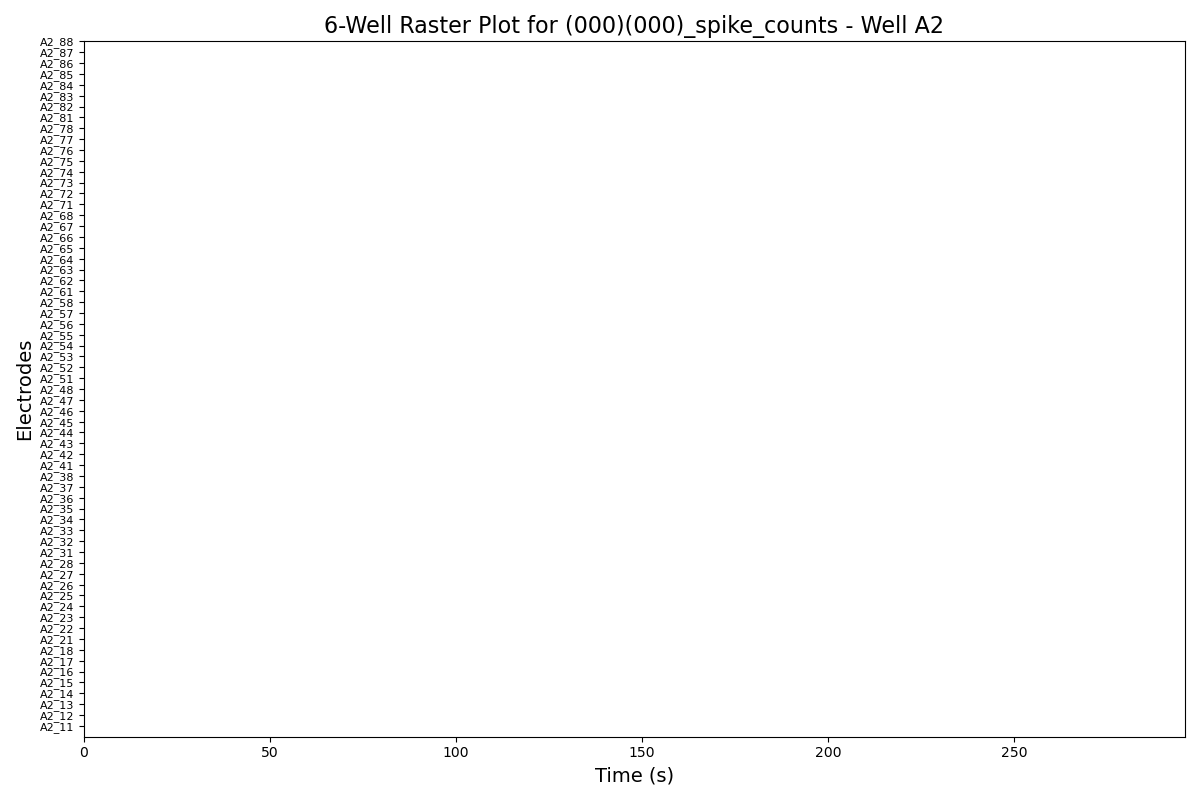 6-Well Raster Plot for (000)(000)_spike_counts - Well A2
A2_88
A2_87
A2_86
A2_85
A2_84
A2_83
A2_82
A2_81
A2_78
A2_77
A2_76
A2_75
A2_74
A2_73
A2_72
A2_71
A2_68
A2_67
A2_66
A2_65
A2_64
A2_63
A2_62
A2_61
A2_58
A2_57
A2_56
A2_55
A2_54
A2_53
A2_52
A2_51
A2_48
A2_47
A2_46
A2_45
A2_44
A2_43
A2_42
A2_41
A2_38
A2_37
A2_36
A2_35
A2_34
A2_33
A2_32
A2_31
A2_28
A2_27
A2_26
A2_25
A2_24
A2_23
A2_22
A2_21
A2_18
A2_17
A2_16
A2_15
A2_14
A2_13
A2_12
A2_11
Electrodes
0 50 100 150 200 250
Time (s)